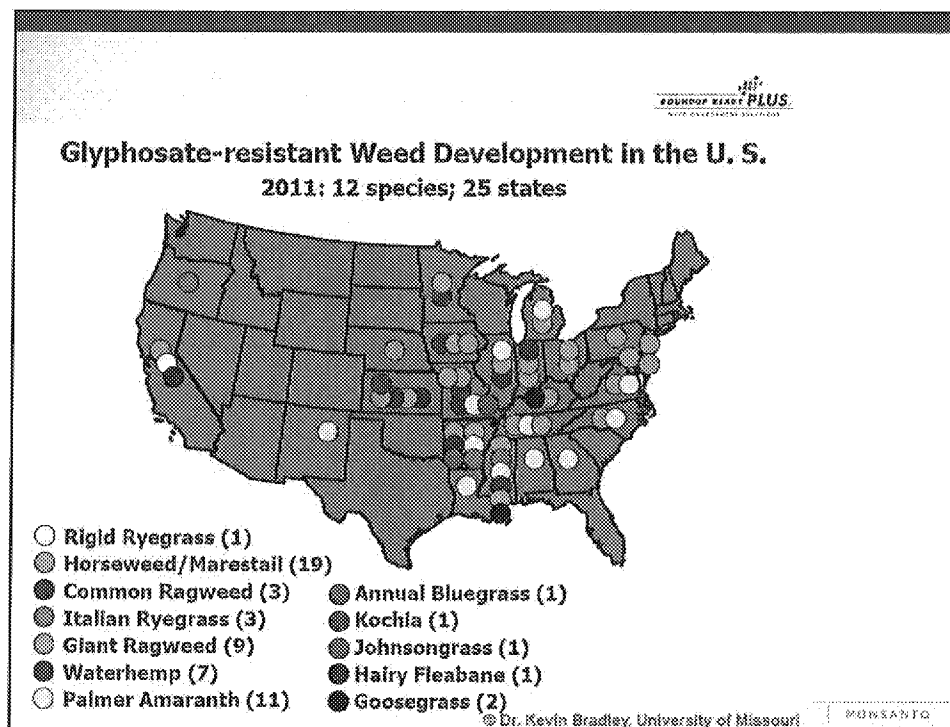 ROUNDUP READY PLUS
Glyphosate-resistant Weed Development in the U. S.
2011: 12 species; 25 states
Rigid Ryegrass (1)
Horseweed/Marestail (19)
Common Ragweed (3)
Italian Ryegrass (3)
Giant Ragweed (9)
Waterhemp (7)
Palmer Amaranth (11)
Annual Bluegrass (1)
Kochia (1)
Johnsongrass (1)
Hairy Fleabane (1)
Goosegrass (2)
© Dr. Kevin Bradley, University of Missouri
MONSANTO